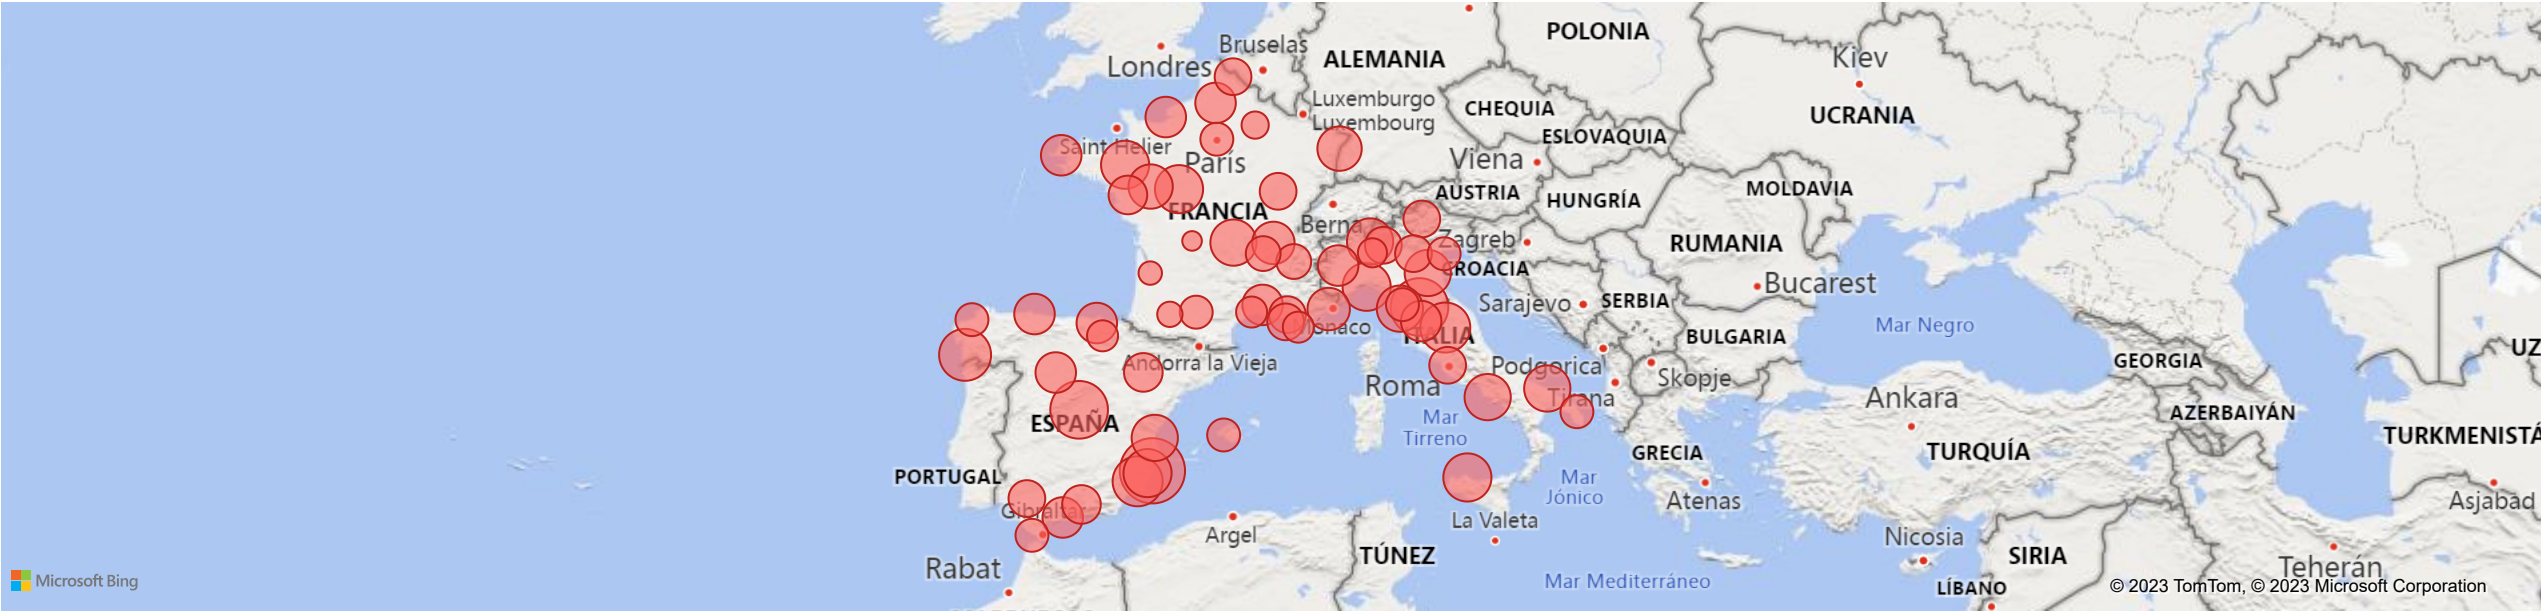 POLONIA
Bruselas
ALEMANIA
Kiev
Londres
Luxemburgo
Luxembourg
CHEQUIA
UCRANIA
ESLOVAQUIA
Saint Helier
París
Viena
AUSTRIA
HUNGRÍA
MOLDAVIA
FRANCIA
Berna
Zagreb
RUMANIA
CROACIA
Bucarest
Sarajevo
SERBIA
Mónaco
Mar Negro
ITALIA
BULGARIA
UZ
Andorra la Vieja
Podgorica
GEORGIA
Roma
Skopje
Tirana
Ankara
AZERBAIYÁN
ESPAÑA
Mar
Tirreno
TURKMENISTÁ
GRECIA
TURQUÍA
PORTUGAL
Mar
Jónico
Atenas
Asjabad
Gibraltar
La Valeta
Argel
Nicosia
TÚNEZ
SIRIA
Rabat
Teherán
Microsoft Bing
Mar Mediterráneo
LÍBANO
© 2023 TomTom, © 2023 Microsoft Corporation